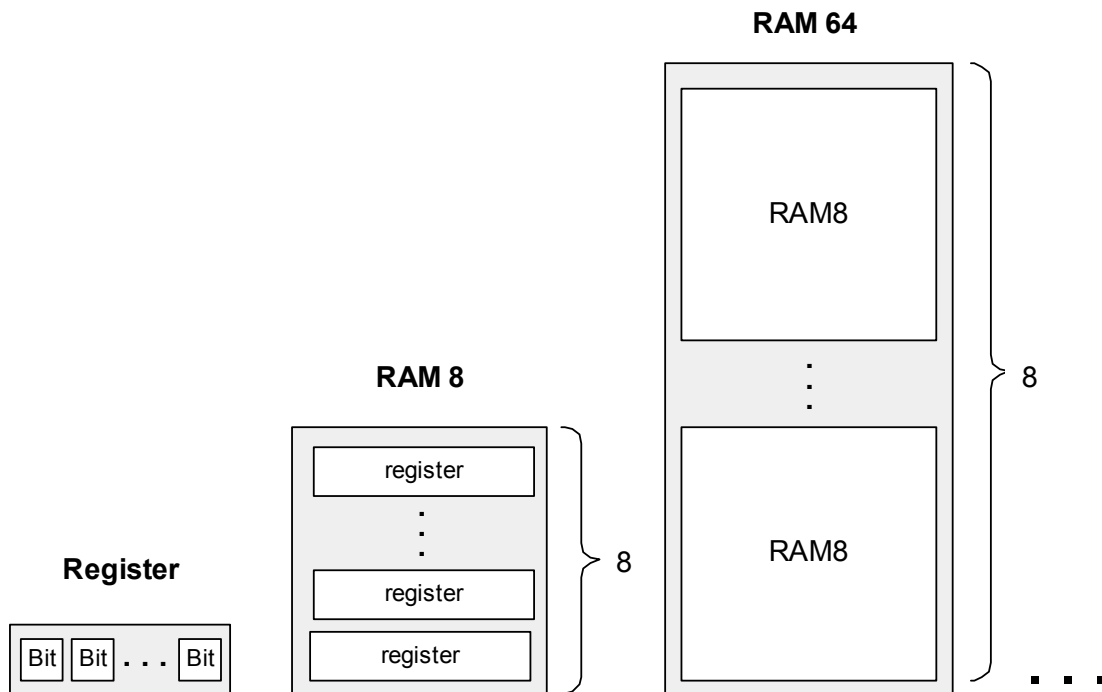 RAM 64
RAM8
8
RAM8
RAM 8
register
register
register
8
Register
Bit Bit . . . Bit